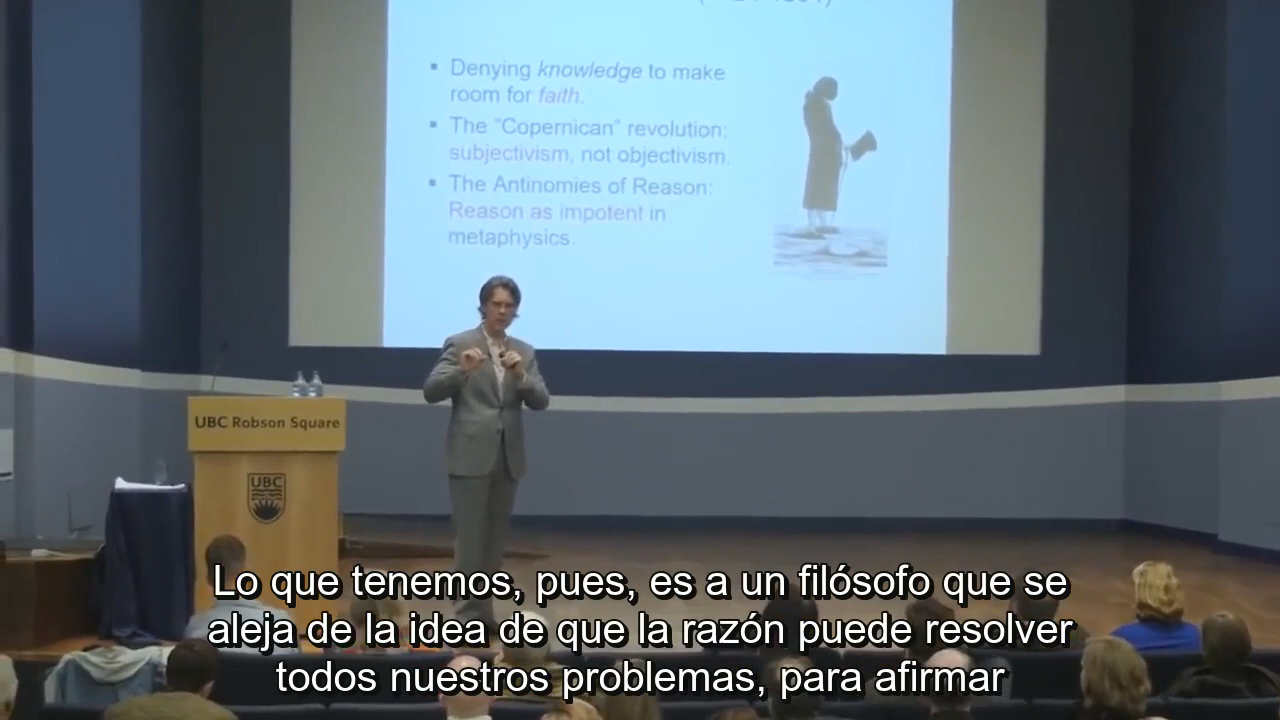 Denying knowledge to make
room for faith.
The "Copernican" revolution:
subjectivism, not objectivism.
The Antinomies of Reason:
Reason as impotent in
metaphysics.
UBC Robson Square
UBC
Lo que tenemos, pues, es a un filósofo que se
aleja de la idea de que la razón puede resolver
todos nuestros problemas, para afirmar